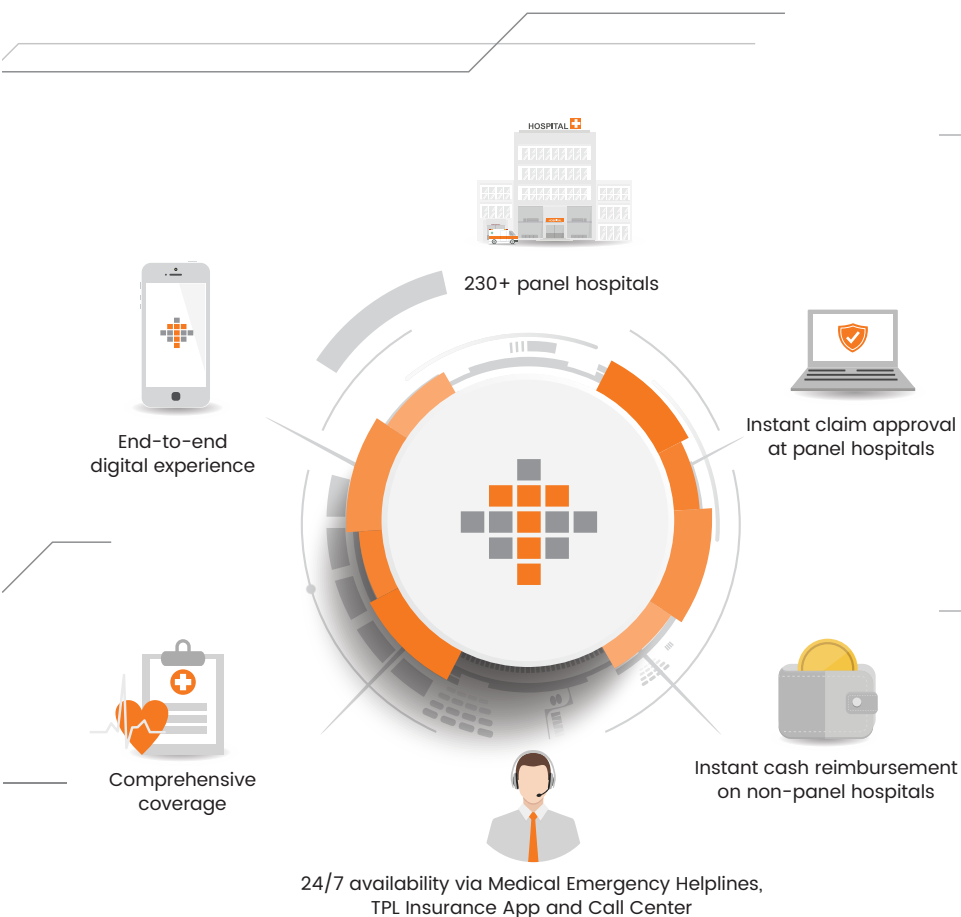 HOSPITAL
230+ panel hospitals
End-to-end
digital experience
Instant claim approval
at panel hospitals
Comprehensive
coverage
Instant cash reimbursement
on non-panel hospitals
24/7 availability via Medical Emergency Helplines,
TPL Insurance App and Call Center